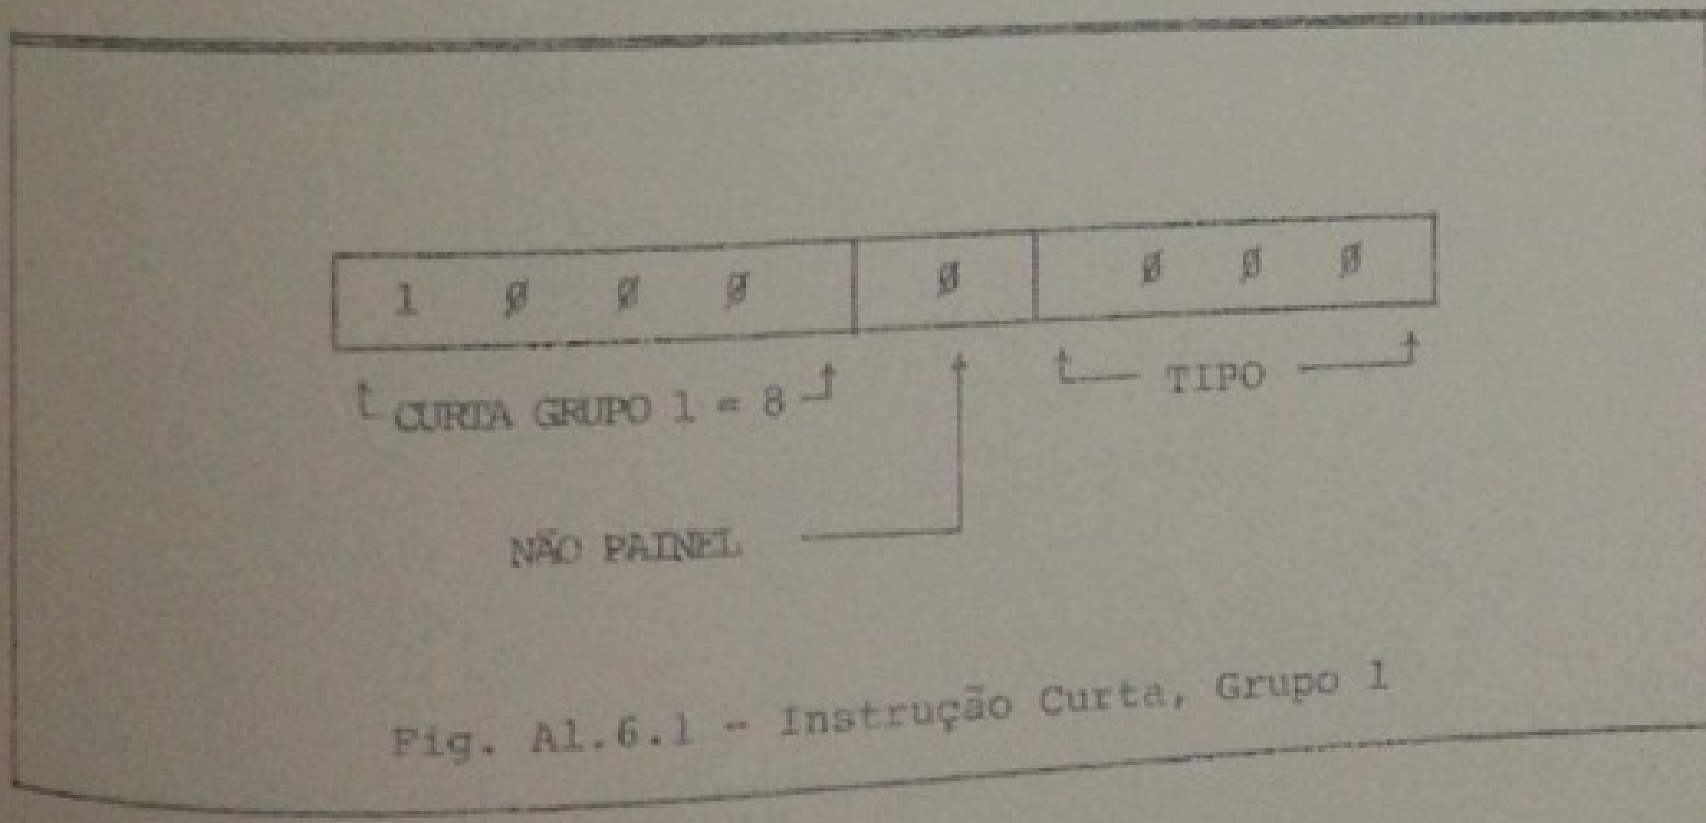 1 Ø Ø Ø Ø Ø Ø Ø
CURTA GRUPO 1 = 8
TIPO
NÃO PAINEL
Fig. A1.6.1 - Instrução Curta, Grupo 1